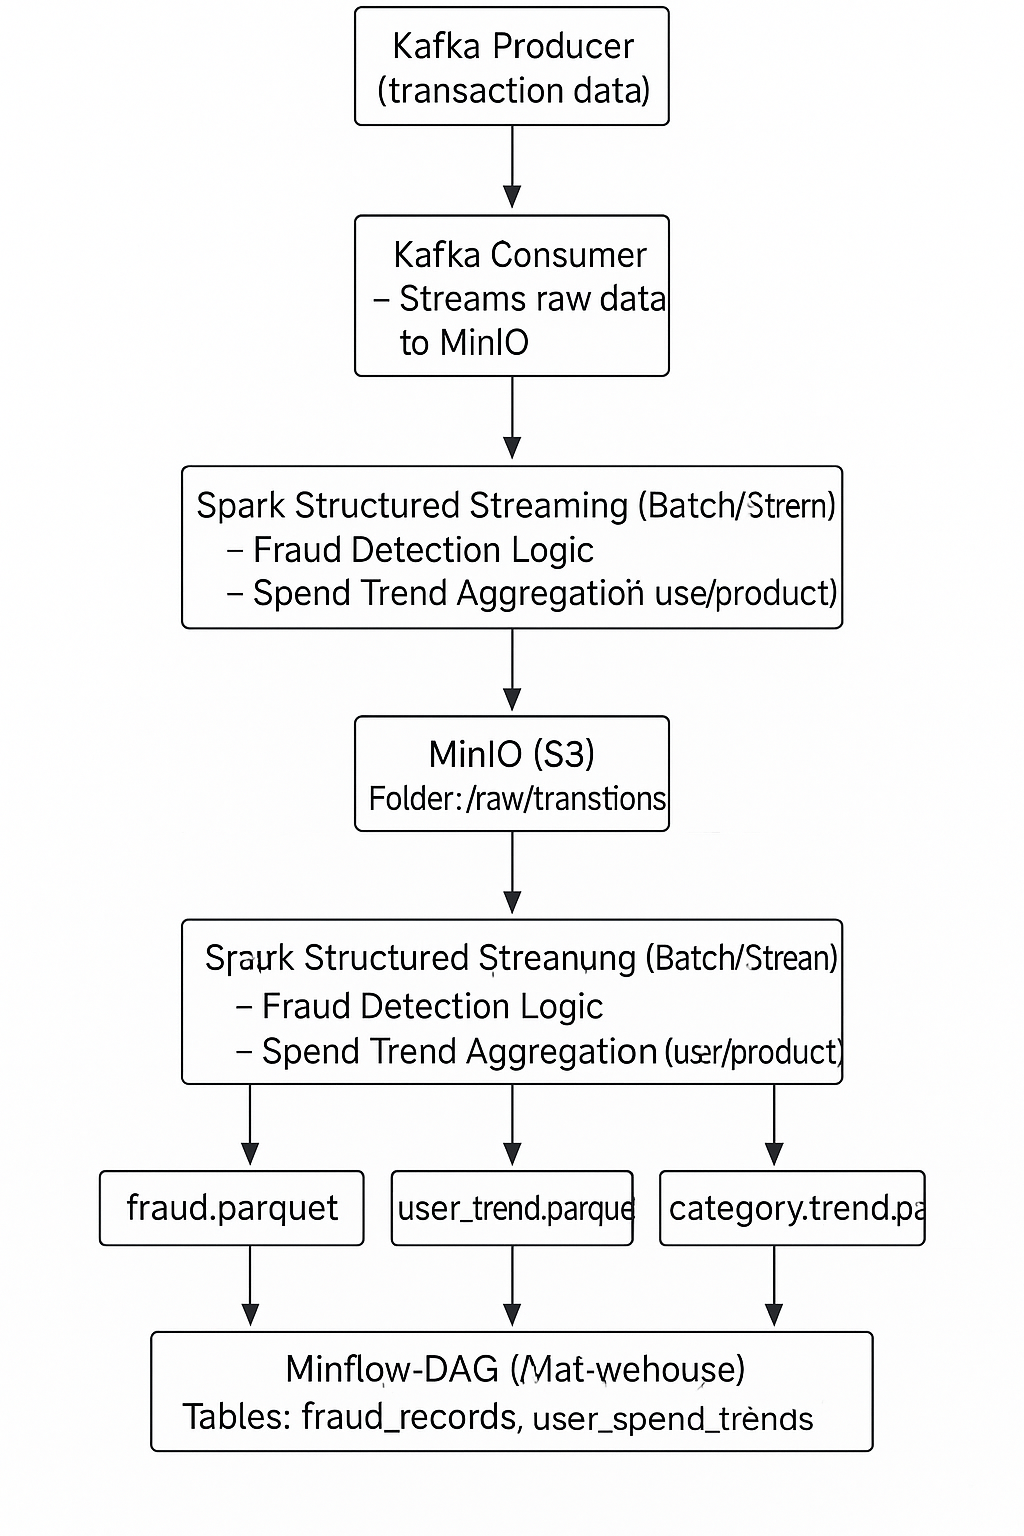 Kafka Producer
(transaction data)
Kafka Consumer
– Streams raw data
to MinIO
Spark Structured Streaming (Batch/Strern)
– Fraud Detection Logic
– Spend Trend Aggregation use/product)
MinIO (S3)
Folder:/raw/transtions
Structured Streanung (Batch/Strean)
– Fraud Detection Logic
– Spend Trend Aggregation (user/product)
fraud.parquet
user_trend.parque
category.trend.pa
Minflow-DAG (Mat-wehouse)
Tables: fraud_records, user_spend_trends